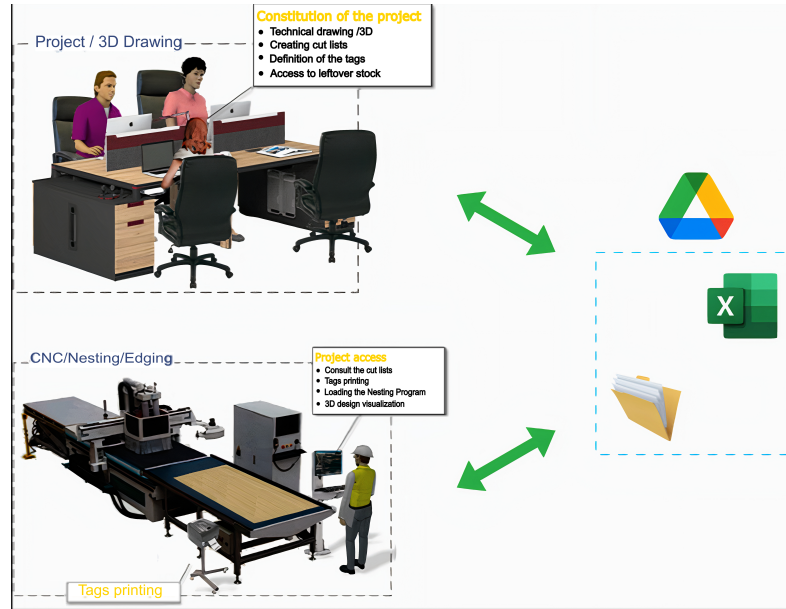 Constitution of the project
Technical drawing /3D
Creating cut lists
Definition of the tags
Access to leftover stock
Project / 3D Drawing
X
CNC/Nesting/Edging
Project access
Consult the cut lists
Tags printing
Loading the Nesting Program
3D design visualization
Tags printing